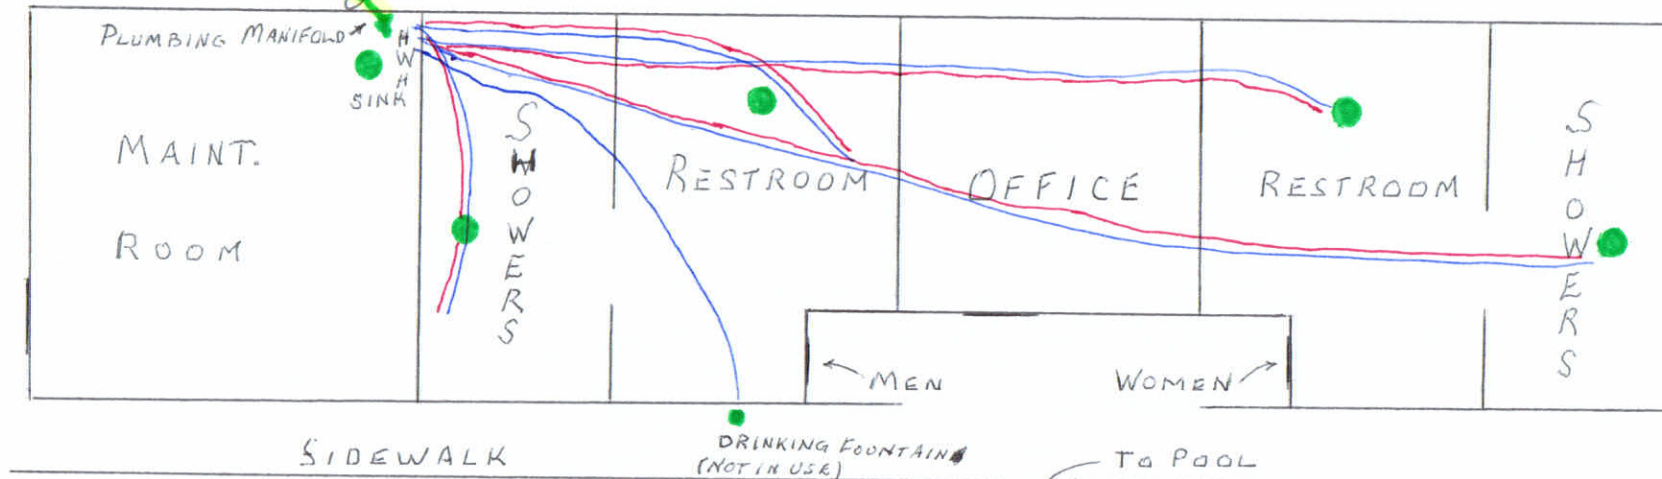 PLUMBING MANIFOLD
HWH
SINK
MAINT.
ROOM
SHOWERS
RESTROOM
OFFICE
RESTROOM
SHOWERS
MEN
WOMEN
SIDEWALK
DRINKING FOUNTAIN
(NOT IN USE)
TO POOL